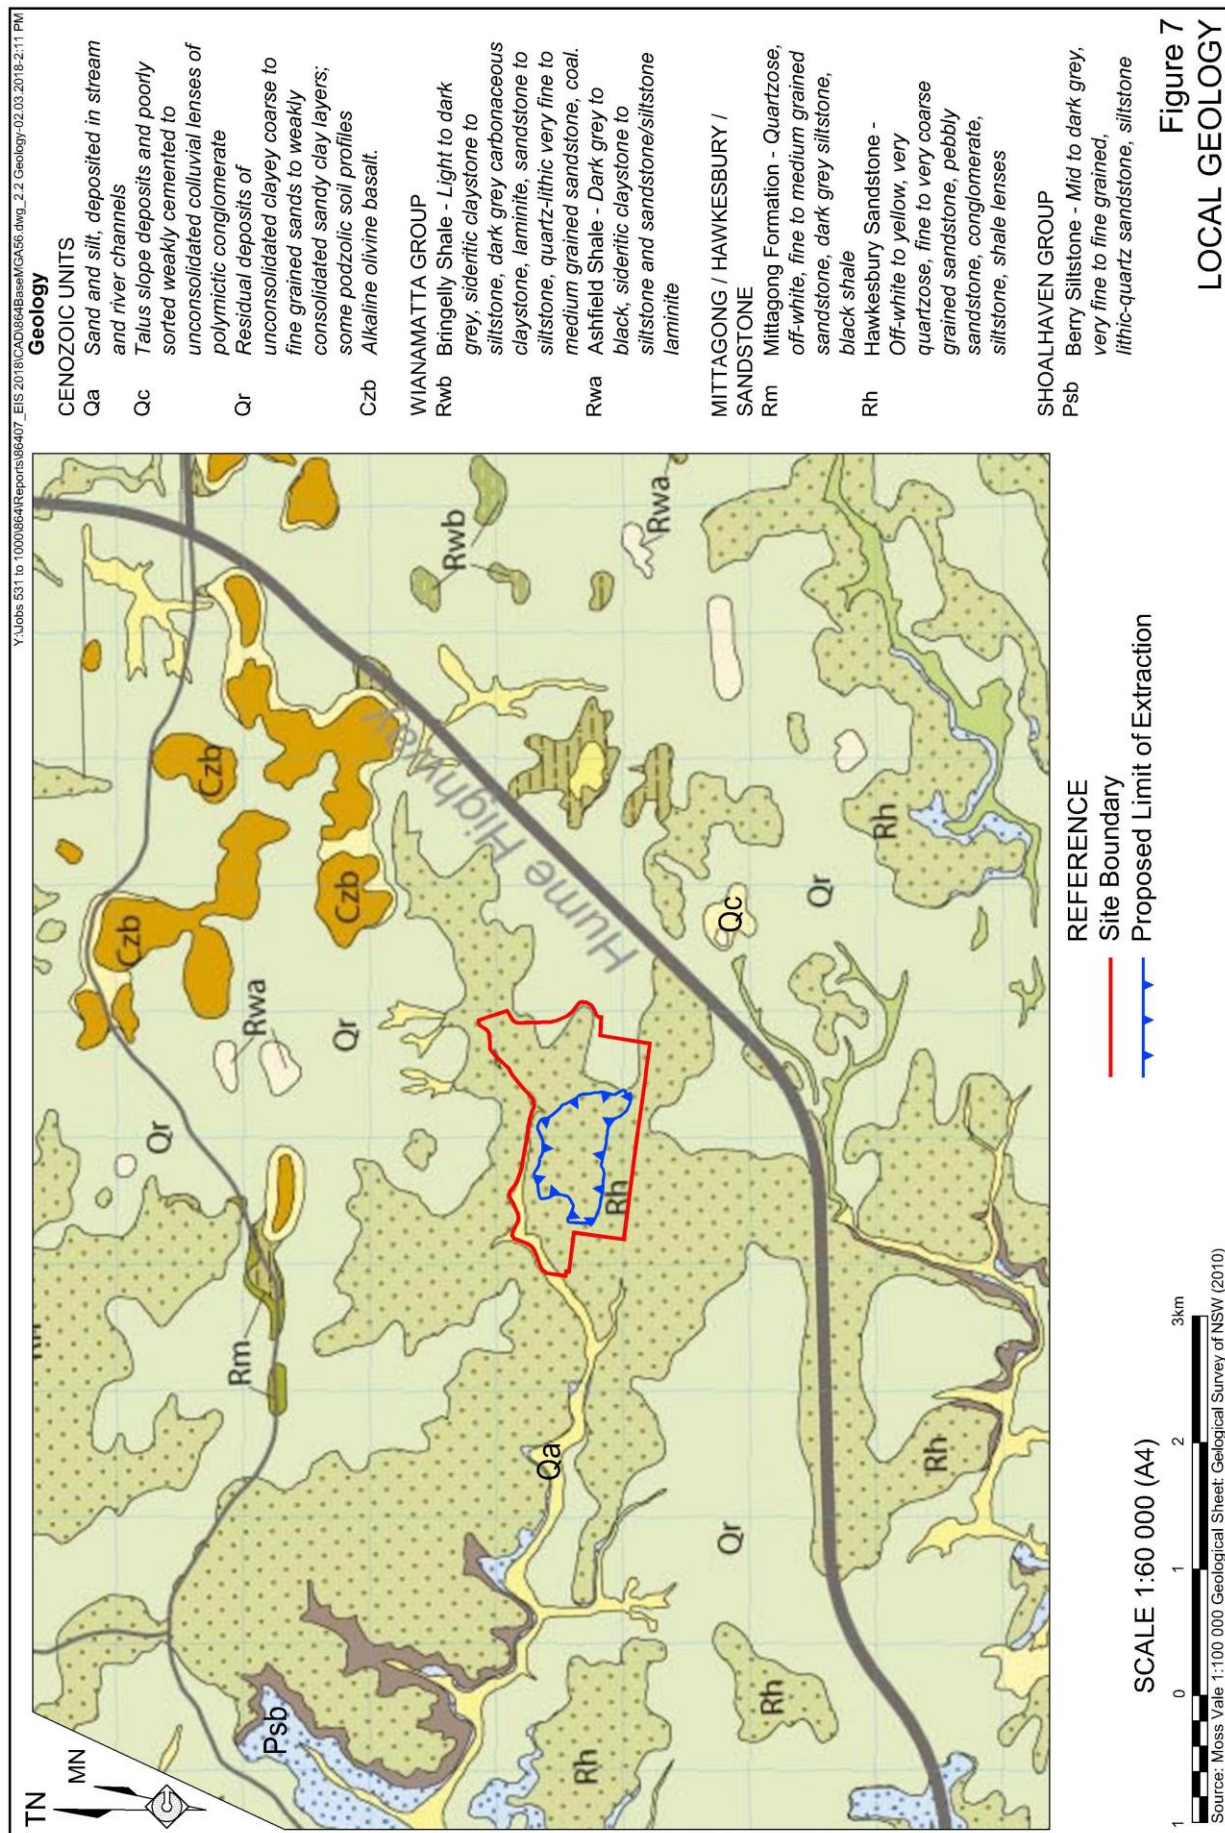 Y:\Jobs 531 to 1000\864\Reports\86407_EIS 2018\CAD\864BaseMGA56.dwg_2.2 Geology-02.03.2018-2:11 PM
TN
MN
Geology
CENOZOIC UNITS
Qa Sand and silt, deposited in stream
and river channels
Qc Talus slope deposits and poorly
sorted weakly cemented to
unconsolidated colluvial lenses of
polymictic conglomerate
Qr Residual deposits of
unconsolidated clayey coarse to
fine grained sands to weakly
consolidated sandy clay layers;
some podzolic soil profiles
Czb Alkaline olivine basalt.
WIANAMATTA GROUP
Rwb Bringelly Shale - Light to dark
grey, sideritic claystone to
siltstone, dark grey carbonaceous
claystone, laminite, sandstone to
siltstone, quartz-lithic very fine to
medium grained sandstone, coal.
Rwa Ashfield Shale - Dark grey to
black, sideritic claystone to
siltstone and sandstone/siltstone
laminite
MITTAGONG / HAWKESBURY /
SANDSTONE
Rm Mittagong Formation - Quartzose,
off-white, fine to medium grained
sandstone, dark grey siltstone,
black shale
Rh Hawkesbury Sandstone -
Off-white to yellow, very
quartzose, fine to very coarse
grained sandstone, pebbly
sandstone, conglomerate,
siltstone, shale lenses
SHOALHAVEN GROUP
Psb Berry Siltstone - Mid to dark grey,
very fine to fine grained,
lithic-quartz sandstone, siltstone
Czb
Czb
Czb
Rwa
Qr
Qr
Rm
Psb
Rwb
Hume Highway
Rwa
Rh
Qa
Rh
Qc
Qr
Rh
Qr
Rh
Rh
SCALE 1:60 000 (A4)
1 0 1 2 3km
REFERENCE
Site Boundary
Proposed Limit of Extraction
Source: Moss Vale 1:100 000 Geological Sheet: Gelogical Survey of NSW (2010)
Figure 7
LOCAL GEOLOGY